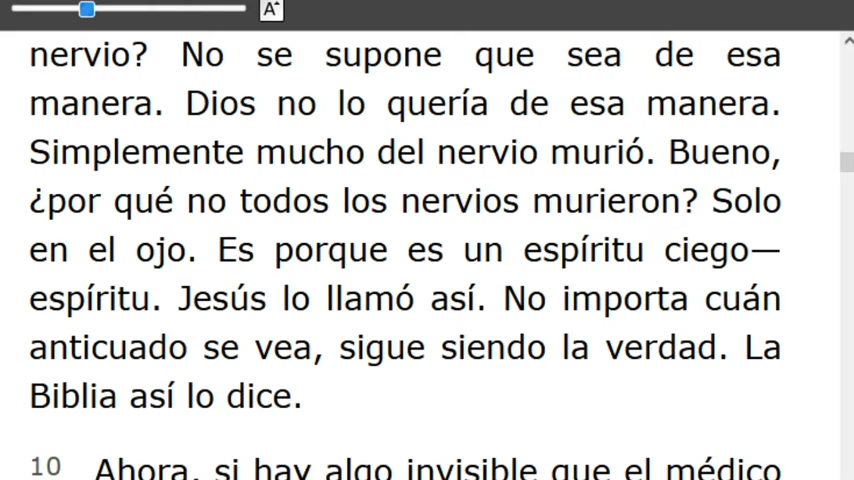 A
nervio? No se supone que sea de esa
manera. Dios no lo quería de esa manera.
Simplemente mucho del nervio murió. Bueno,
¿por qué no todos los nervios murieron? Solo
en el ojo. Es porque es un espíritu ciego—
espíritu. Jesús lo llamó así. No importa cuán
anticuado se vea, sigue siendo la verdad. La
Biblia así lo dice.
10 Ahora, si hay algo invisible que el médico